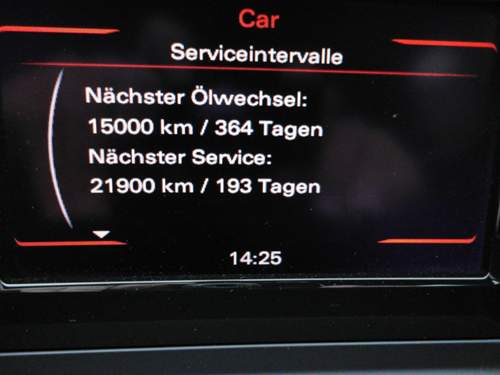 Car
Serviceintervalle
Nächster Ölwechsel:
15000 km / 364 Tagen
Nächster Service:
21900 km / 193 Tagen
14:25